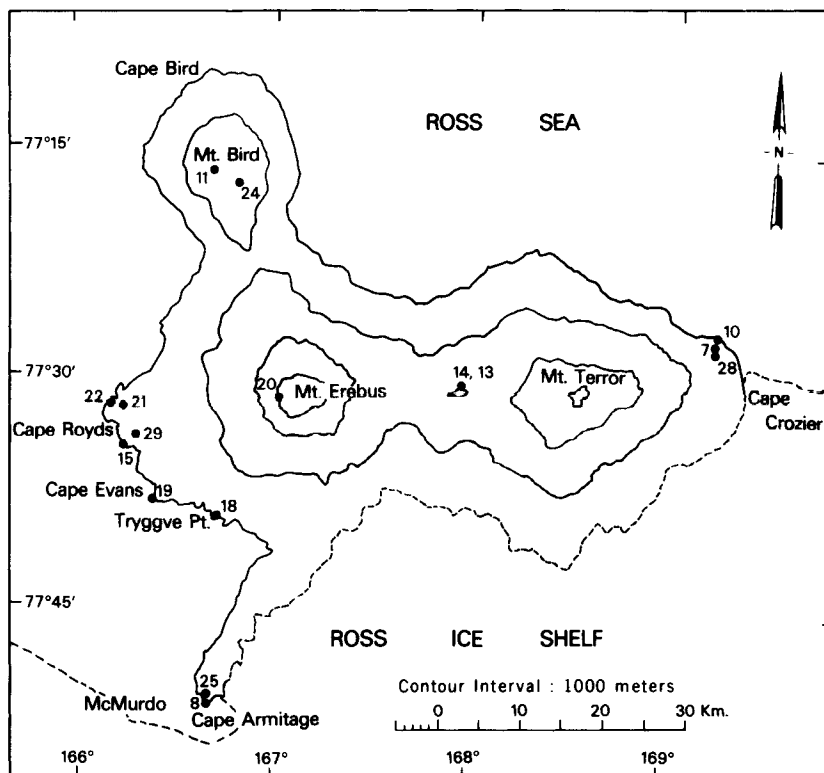 Cape Bird
ROSS SEA
N
77°15'
Mt. Bird
11
24
10
7
28
77°30'
14, 13
20
Mt. Erebus
Mt. Terror
22
21
Cape
Crozier
Cape Royds
29
15
Cape Evans
19
18
Tryggve Pt.
77°45'
ROSS ICE SHELF
25
McMurdo
8
Cape Armitage
Contour Interval : 1000 meters
0 10 20 30 Km.
166° 167° 168° 169°